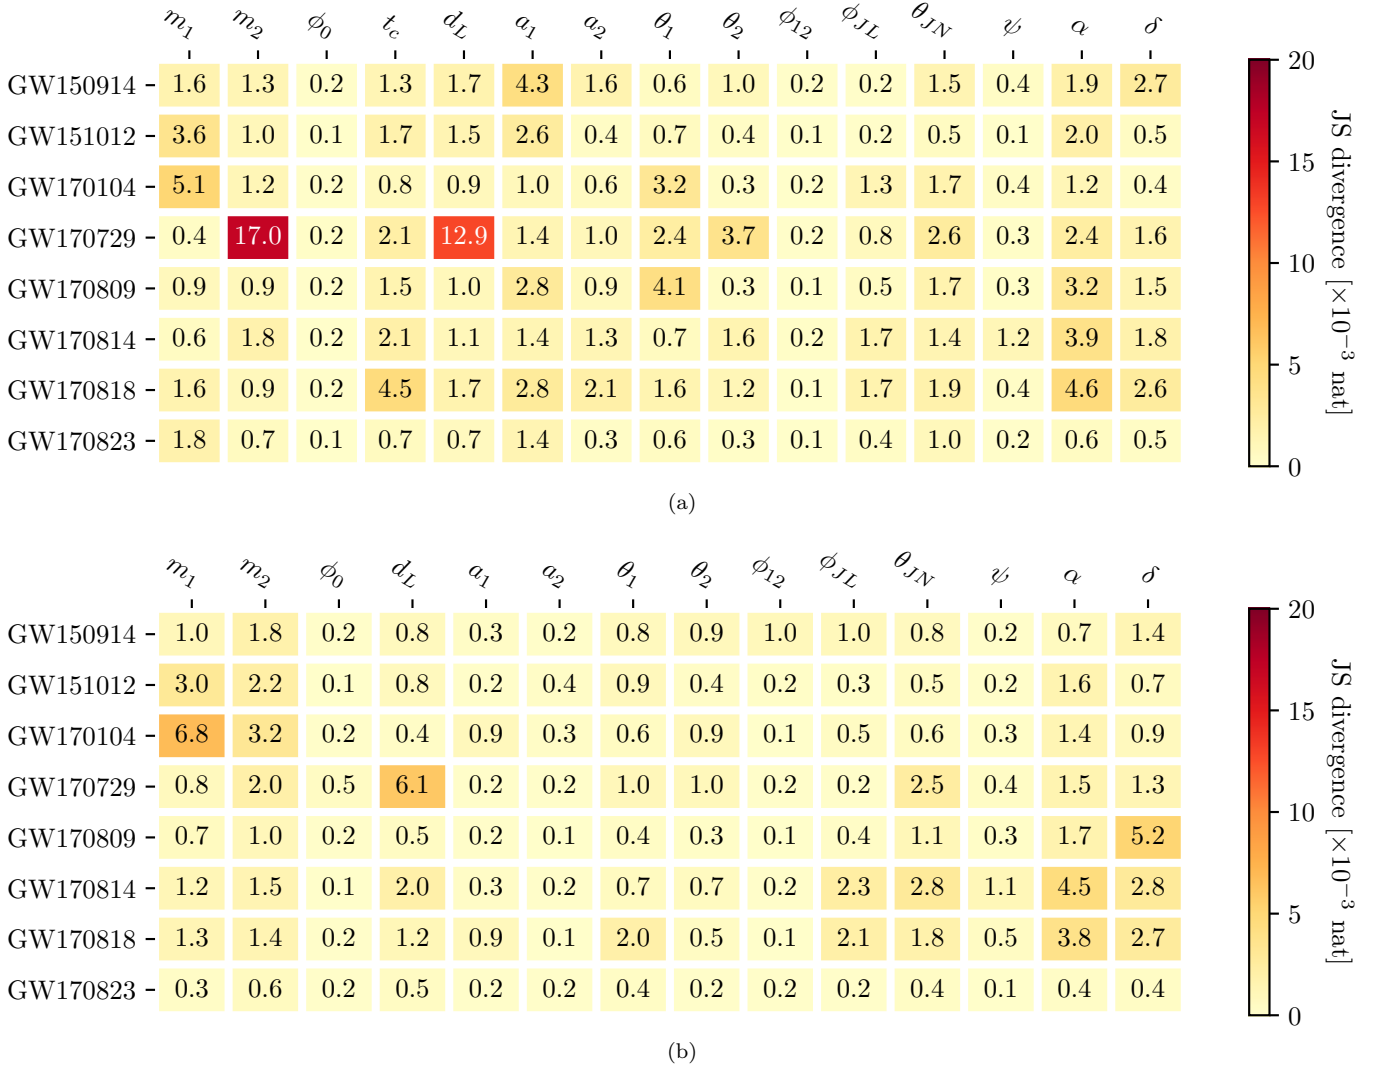 m₁ m₂ ϕ₀ t_c d_L a₁ a₂ θ₁ θ₂ ϕ₁₂ ϕ_JL θ_JN ψ α δ
GW150914 1.6 1.3 0.2 1.3 1.7 4.3 1.6 0.6 1.0 0.2 0.2 1.5 0.4 1.9 2.7
GW151012 3.6 1.0 0.1 1.7 1.5 2.6 0.4 0.7 0.4 0.1 0.2 0.5 0.1 2.0 0.5
GW170104 5.1 1.2 0.2 0.8 0.9 1.0 0.6 3.2 0.3 0.2 1.3 1.7 0.4 1.2 0.4
GW170729 0.4 17.0 0.2 2.1 12.9 1.4 1.0 2.4 3.7 0.2 0.8 2.6 0.3 2.4 1.6
GW170809 0.9 0.9 0.2 1.5 1.0 2.8 0.9 4.1 0.3 0.1 0.5 1.7 0.3 3.2 1.5
GW170814 0.6 1.8 0.2 2.1 1.1 1.4 1.3 0.7 1.6 0.2 1.7 1.4 1.2 3.9 1.8
GW170818 1.6 0.9 0.2 4.5 1.7 2.8 2.1 1.6 1.2 0.1 1.7 1.9 0.4 4.6 2.6
GW170823 1.8 0.7 0.1 0.7 0.7 1.4 0.3 0.6 0.3 0.1 0.4 1.0 0.2 0.6 0.5
20
15
10
5
0
JS divergence [×10⁻³ nat]
(a)
m₁ m₂ ϕ₀ d_L a₁ a₂ θ₁ θ₂ ϕ₁₂ ϕ_JL θ_JN ψ α δ
GW150914 1.0 1.8 0.2 0.8 0.3 0.2 0.8 0.9 1.0 1.0 0.8 0.2 0.7 1.4
GW151012 3.0 2.2 0.1 0.8 0.2 0.4 0.9 0.4 0.2 0.3 0.5 0.2 1.6 0.7
GW170104 6.8 3.2 0.2 0.4 0.9 0.3 0.6 0.9 0.1 0.5 0.6 0.3 1.4 0.9
GW170729 0.8 2.0 0.5 6.1 0.2 0.2 1.0 1.0 0.2 0.2 2.5 0.4 1.5 1.3
GW170809 0.7 1.0 0.2 0.5 0.2 0.1 0.4 0.3 0.1 0.4 1.1 0.3 1.7 5.2
GW170814 1.2 1.5 0.1 2.0 0.3 0.2 0.7 0.7 0.2 2.3 2.8 1.1 4.5 2.8
GW170818 1.3 1.4 0.2 1.2 0.9 0.1 2.0 0.5 0.1 2.1 1.8 0.5 3.8 2.7
GW170823 0.3 0.6 0.2 0.5 0.2 0.2 0.4 0.2 0.2 0.2 0.4 0.1 0.4 0.4
20
15
10
5
0
JS divergence [×10⁻³ nat]
(b)